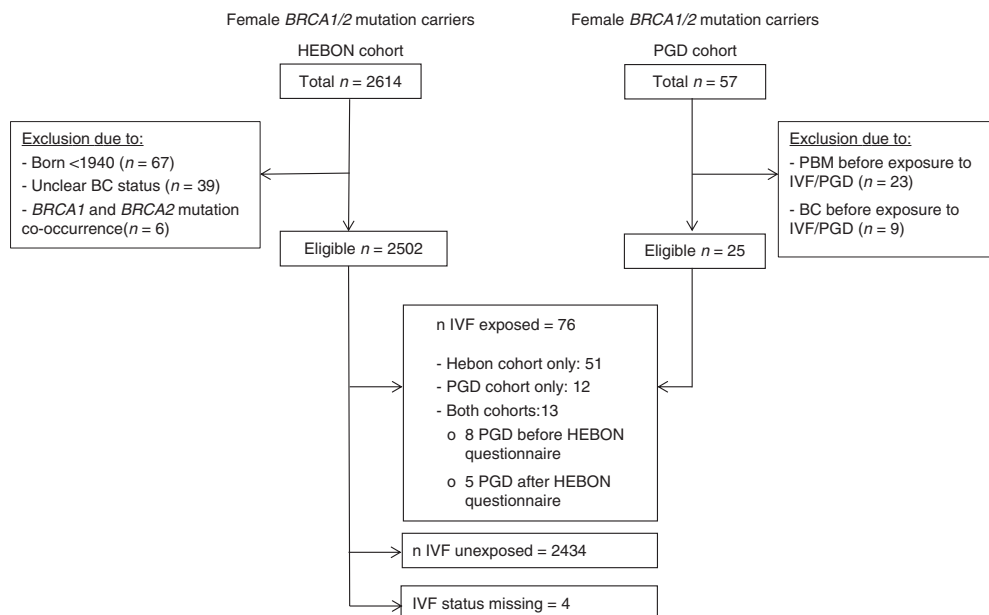 Female BRCA1/2 mutation carriers
HEBON cohort
Total n = 2614
Female BRCA1/2 mutation carriers
PGD cohort
Total n = 57
Exclusion due to:
- Born <1940 (n = 67)
- Unclear BC status (n = 39)
- BRCA1 and BRCA2 mutation
co-occurrence(n = 6)
Exclusion due to:
- PBM before exposure to
IVF/PGD (n = 23)
- BC before exposure to
IVF/PGD (n = 9)
Eligible n = 2502
Eligible n = 25
n IVF exposed = 76
- Hebon cohort only: 51
- PGD cohort only: 12
- Both cohorts:13
o 8 PGD before HEBON
questionnaire
o 5 PGD after HEBON
questionnaire
n IVF unexposed = 2434
IVF status missing = 4